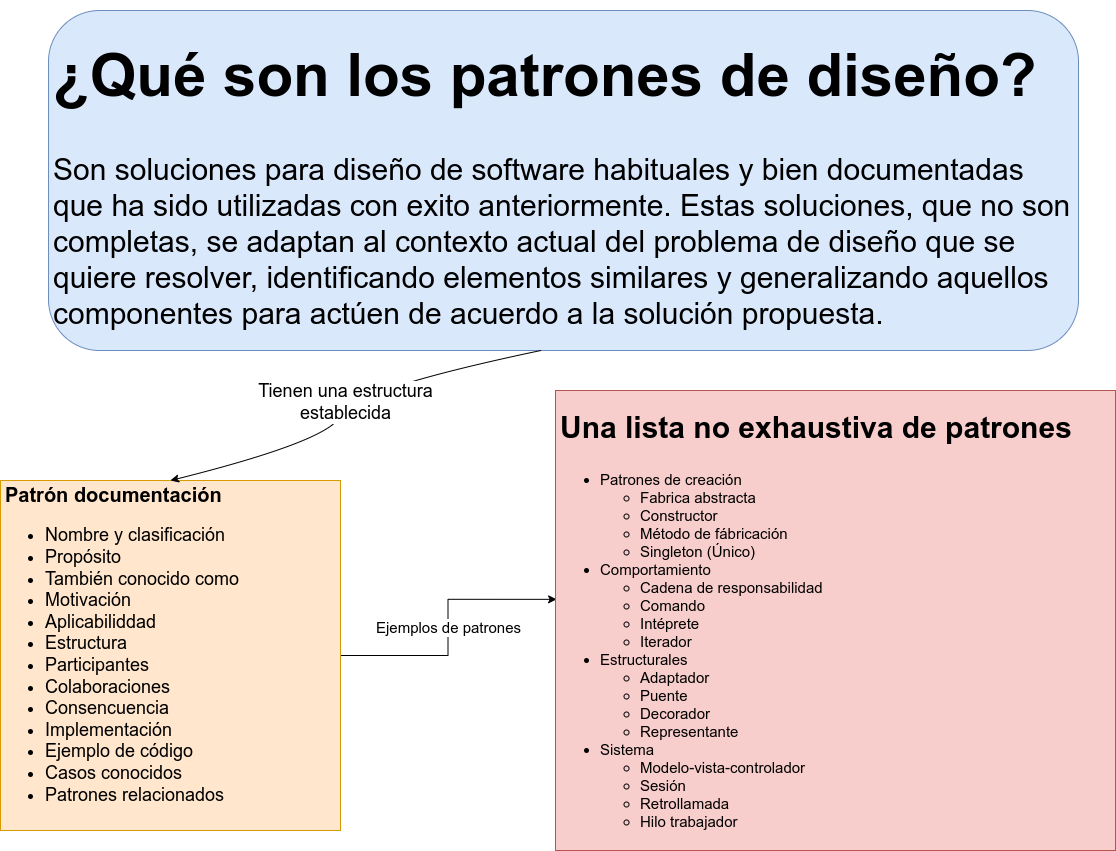 ¿Qué son los patrones de diseño?
Son soluciones para diseño de software habituales y bien documentadas
que ha sido utilizadas con exito anteriormente. Estas soluciones, que no son
completas, se adaptan al contexto actual del problema de diseño que se
quiere resolver, identificando elementos similares y generalizando aquellos
componentes para actúen de acuerdo a la solución propuesta.
Tienen una estructura
establecida
Patrón documentación
Nombre y clasificación
Propósito
También conocido como
Motivación
Aplicabiliddad
Estructura
Participantes
Colaboraciones
Consencuencia
Implementación
Ejemplo de código
Casos conocidos
Patrones relacionados
Ejemplos de patrones
Una lista no exhaustiva de patrones
Patrones de creación
Fabrica abstracta
Constructor
Método de fábricación
Singleton (Único)
Comportamiento
Cadena de responsabilidad
Comando
Intéprete
Iterador
Estructurales
Adaptador
Puente
Decorador
Representante
Sistema
Modelo-vista-controlador
Sesión
Retrollamada
Hilo trabajador